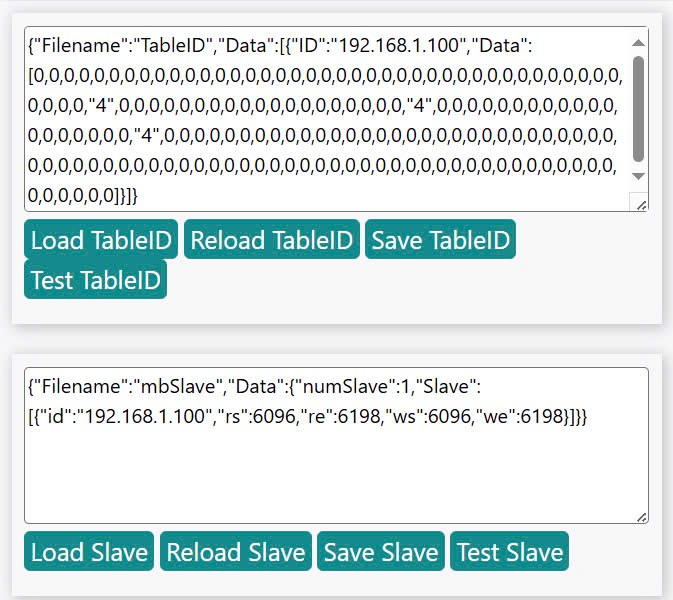 {"Filename":"TableID","Data":[{"ID":"192.168.1.100","Data":
[0,0,0,0,0,0,0,0,0,0,0,0,0,0,0,0,0,0,0,0,0,0,0,0,0,0,0,0,0,0,0,0,0,0,0,0,0,0,0,
0,0,0,0,"4",0,0,0,0,0,0,0,0,0,0,0,0,0,0,0,0,0,0,0,"4",0,0,0,0,0,0,0,0,0,0,0,0,
0,0,0,0,0,0,0,"4",0,0,0,0,0,0,0,0,0,0,0,0,0,0,0,0,0,0,0,0,0,0,0,0,0,0,0,0,0,0,
0,0,0,0,0,0,0,0,0,0,0,0,0,0,0,0,0,0,0,0,0,0,0,0,0,0,0,0,0,0,0,0,0,0,0,0,0,0,0,
0,0,0,0,0,0]}]}
Load TableID Reload TableID Save TableID
Test TableID
{"Filename":"mbSlave","Data":{"numSlave":1,"Slave":
[{"id":"192.168.1.100","rs":6096,"re":6198,"ws":6096,"we":6198}]}}
Load Slave Reload Slave Save Slave Test Slave